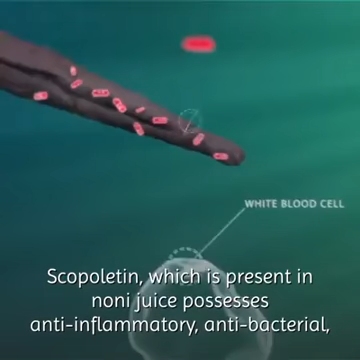 WHITE BLOOD CELL
Scopoletin, which is present in
noni juice possesses
anti-inflammatory, anti-bacterial,